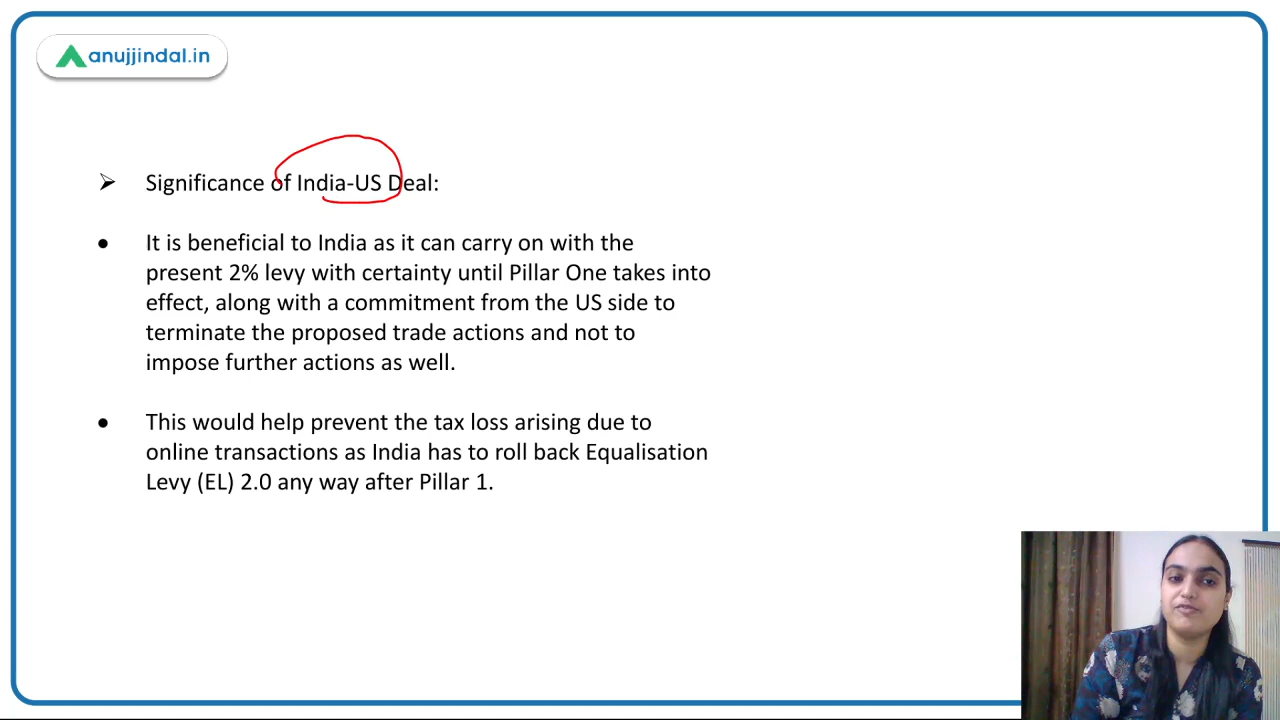 anujjindal.in
Significance of India-US Deal:
It is beneficial to India as it can carry on with the
present 2% levy with certainty until Pillar One takes into
effect, along with a commitment from the US side to
terminate the proposed trade actions and not to
impose further actions as well.
This would help prevent the tax loss arising due to
online transactions as India has to roll back Equalisation
Levy (EL) 2.0 any way after Pillar 1.